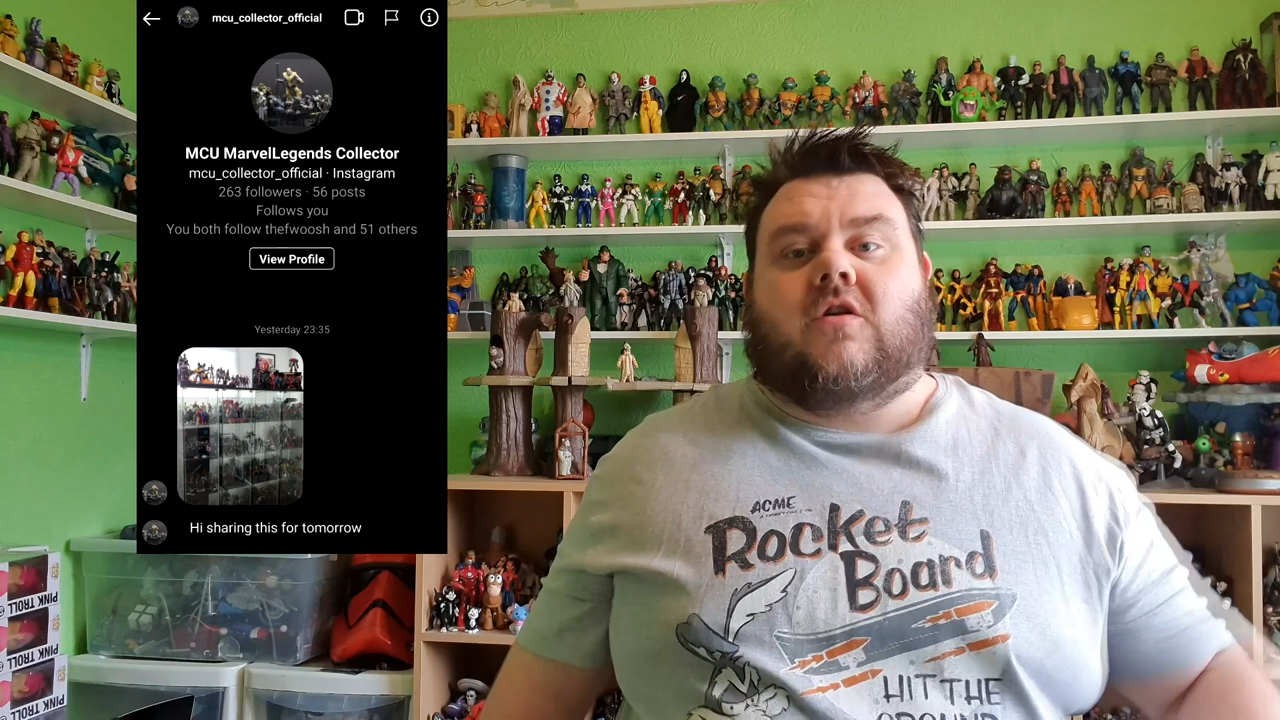 mcu_collector_official
MCU MarvelLegends Collector
mcu_collector_official · Instagram
263 followers · 56 posts
Follows you
You both follow thefwoosh and 51 others
View Profile
Yesterday 23:35
Hi sharing this for tomorrow
ACME
Rocket
Board
HIT THE
GROUND
PINK TROLL
PINK TROLL
PINK TROLL